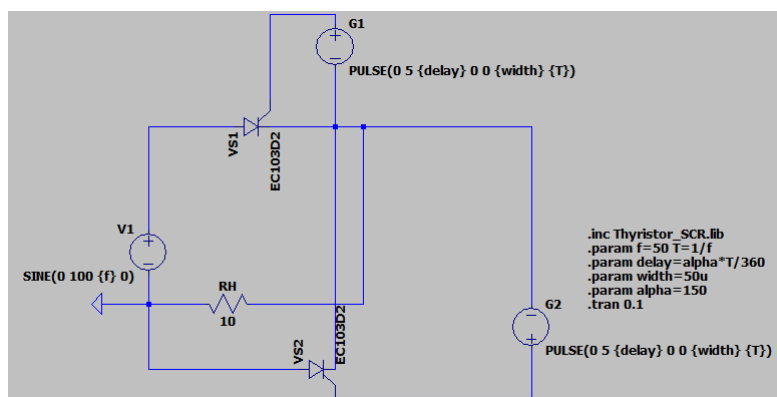 G1
PULSE(0 5 {delay} 0 0 {width} {T})
VS1
EC103D2
V1
SINE(0 100 {f} 0)
RH
10
VS2
EC103D2
.inc Thyristor_SCR.lib
.param f=50 T=1/f
.param delay=alpha*T/360
.param width=50u
.param alpha=150
.tran 0.1
G2
PULSE(0 5 {delay} 0 0 {width} {T})